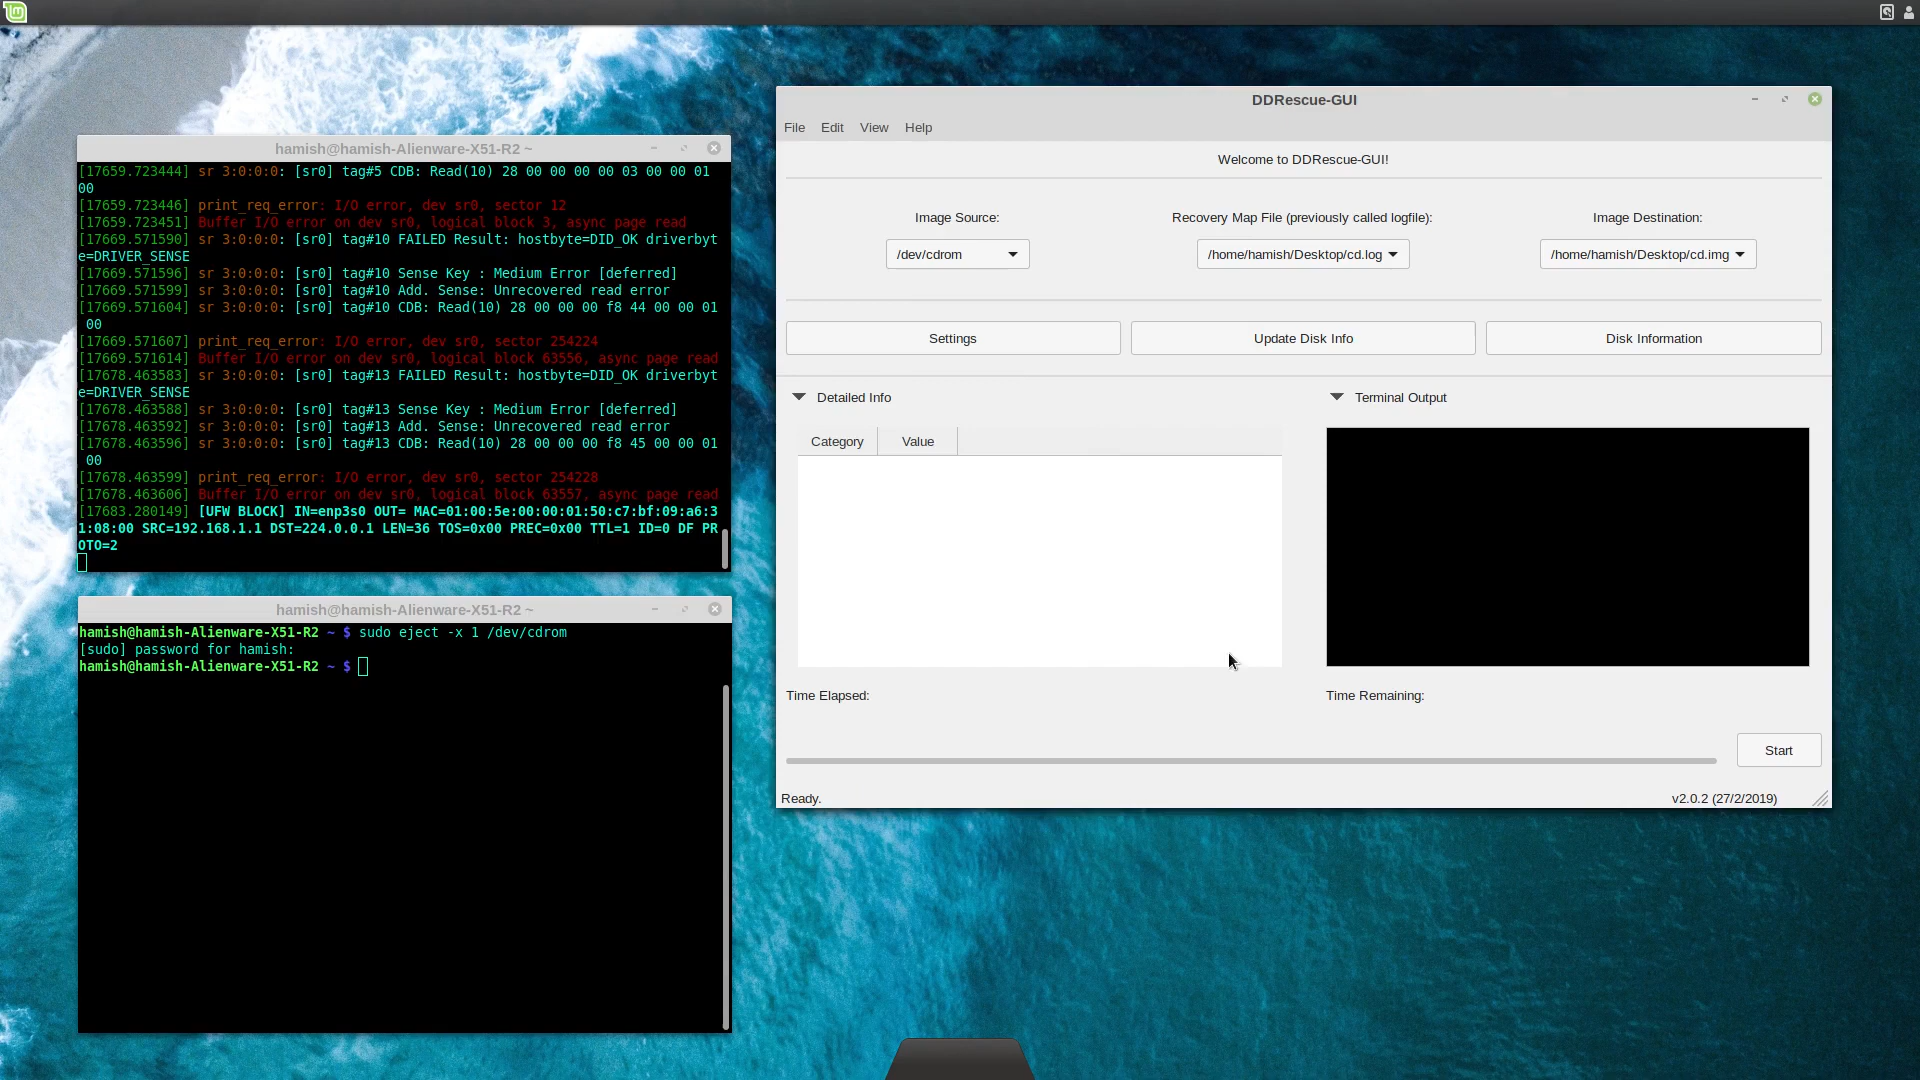 hamish@hamish-Alienware-X51-R2 ~
[17659.723444] sr 3:0:0:0: [sr0] tag#5 CDB: Read(10) 28 00 00 00 00 03 00 00 01
00
[17659.723446] print_req_error: I/O error, dev sr0, sector 12
[17659.723451] Buffer I/O error on dev sr0, logical block 3, async page read
[17669.571590] sr 3:0:0:0: [sr0] tag#10 FAILED Result: hostbyte=DID_OK driverbyt
e=DRIVER_SENSE
[17669.571596] sr 3:0:0:0: [sr0] tag#10 Sense Key : Medium Error [deferred]
[17669.571599] sr 3:0:0:0: [sr0] tag#10 Add. Sense: Unrecovered read error
[17669.571604] sr 3:0:0:0: [sr0] tag#10 CDB: Read(10) 28 00 00 00 f8 44 00 00 01
00
[17669.571607] print_req_error: I/O error, dev sr0, sector 254224
[17669.571614] Buffer I/O error on dev sr0, logical block 63556, async page read
[17678.463583] sr 3:0:0:0: [sr0] tag#13 FAILED Result: hostbyte=DID_OK driverbyt
e=DRIVER_SENSE
[17678.463588] sr 3:0:0:0: [sr0] tag#13 Sense Key : Medium Error [deferred]
[17678.463592] sr 3:0:0:0: [sr0] tag#13 Add. Sense: Unrecovered read error
[17678.463596] sr 3:0:0:0: [sr0] tag#13 CDB: Read(10) 28 00 00 00 f8 45 00 00 01
00
[17678.463599] print_req_error: I/O error, dev sr0, sector 254228
[17678.463606] Buffer I/O error on dev sr0, logical block 63557, async page read
[17683.280149] [UFW BLOCK] IN=enp3s0 OUT= MAC=01:00:5e:00:00:01:50:c7:bf:09:a6:3
1:08:00 SRC=192.168.1.1 DST=224.0.0.1 LEN=36 TOS=0x00 PREC=0x00 TTL=1 ID=0 DF PR
OTO=2
hamish@hamish-Alienware-X51-R2 ~
hamish@hamish-Alienware-X51-R2 ~ $ sudo eject -x 1 /dev/cdrom
[sudo] password for hamish:
hamish@hamish-Alienware-X51-R2 ~ $
DDRescue-GUI
File Edit View Help
Welcome to DDRescue-GUI!
Image Source: Recovery Map File (previously called logfile): Image Destination:
/dev/cdrom /home/hamish/Desktop/cd.log /home/hamish/Desktop/cd.img
Settings Update Disk Info Disk Information
Detailed Info Terminal Output
Category Value
Time Elapsed: Time Remaining:
Start
Ready. v2.0.2 (27/2/2019)